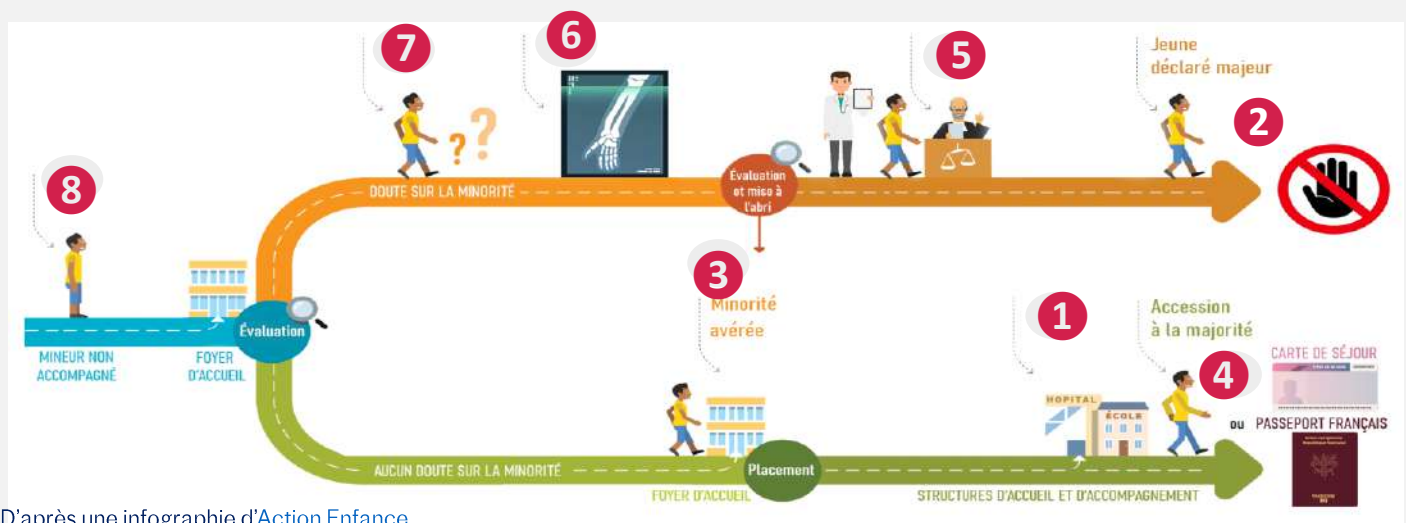 7
6
5
Jeune
déclaré majeur
2
8
DOUTE SUR LA MINORITÉ
Évaluation
et mise à
l'abri
3
Minorité
avérée
1
Accession
à la majorité
Évaluation
MINEUR NON
ACCOMPAGNÉ
FOYER
D'ACCUEIL
4
CARTE DE SÉJOUR
HOPITAL
ÉCOLE
OU PASSEPORT FRANÇAIS
AUCUN DOUTE SUR LA MINORITÉ
Placement
FOYER D'ACCUEIL
STRUCTURES D'ACCUEIL ET D'ACCOMPAGNEMENT
D'après une infographie d'Action Enfance